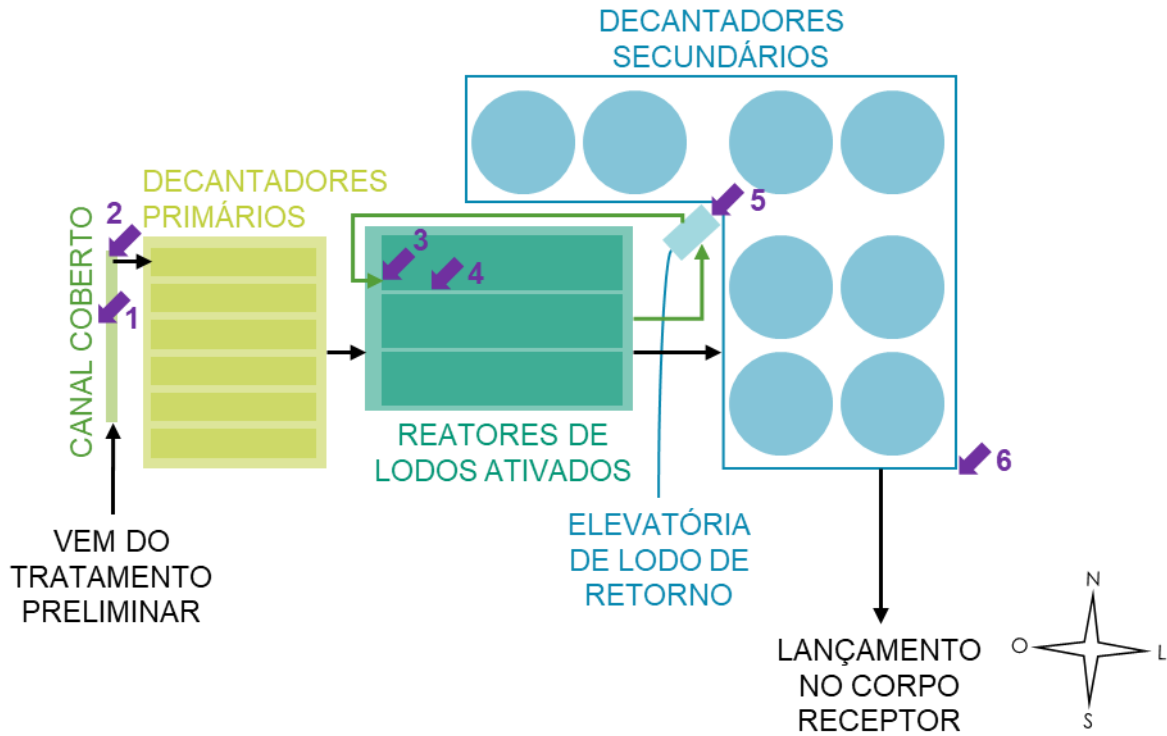 DECANTADORES
SECUNDÁRIOS
DECANTADORES
PRIMÁRIOS
CANAL COBERTO
2
1
3
4
5
6
REATORES DE
LODOS ATIVADOS
VEM DO
TRATAMENTO
PRELIMINAR
ELEVATÓRIA
DE LODO DE
RETORNO
LANÇAMENTO
NO CORPO
RECEPTOR
N
O
L
S